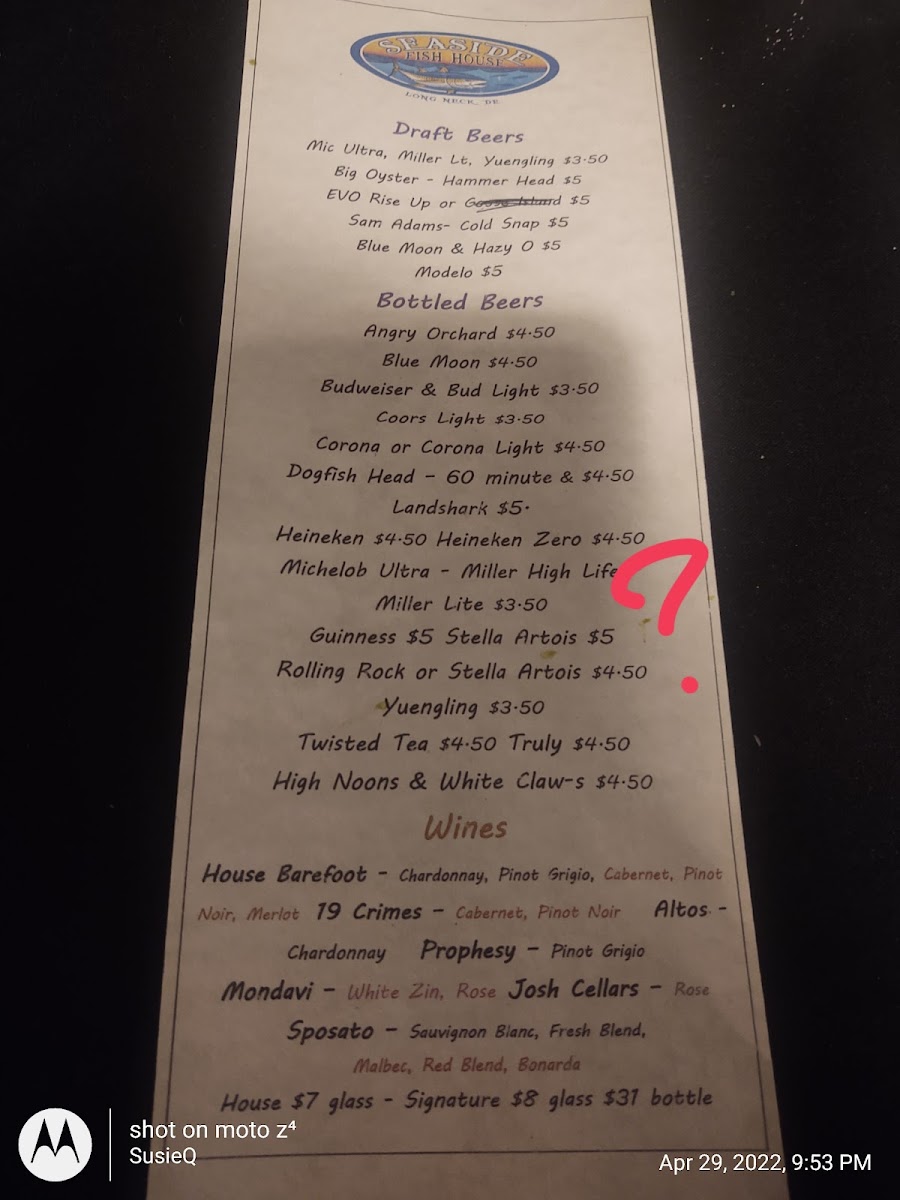 SEASIDE
FISH HOUSE
LONG NECK, DE
Draft Beers
Mic Ultra, Miller Lt, Yuengling $3.50
Big Oyster - Hammer Head $5
EVO Rise Up or Goose Island $5
Sam Adams- Cold Snap $5
Blue Moon & Hazy O $5
Modelo $5
Bottled Beers
Angry Orchard $4.50
Blue Moon $4.50
Budweiser & Bud Light $3.50
Coors Light $3.50
Corona or Corona Light $4.50
Dogfish Head - 60 minute & $4.50
Landshark $5.
Heineken $4.50 Heineken Zero $4.50
Michelob Ultra - Miller High Life
Miller Lite $3.50
?
Guinness $5 Stella Artois $5
Rolling Rock or Stella Artois $4.50
Yuengling $3.50
Twisted Tea $4.50 Truly $4.50
High Noons & White Claw-s $4.50
Wines
House Barefoot - Chardonnay, Pinot Grigio, Cabernet, Pinot
Noir, Merlot 19 Crimes - Cabernet, Pinot Noir Altos -
Chardonnay Prophesy - Pinot Grigio
Mondavi - White Zin, Rose Josh Cellars - Rose
Sposato - Sauvignon Blanc, Fresh Blend,
Malbec, Red Blend, Bonarda
House $7 glass - Signature $8 glass $31 bottle
shot on moto z⁴
SusieQ
Apr 29, 2022, 9:53 PM